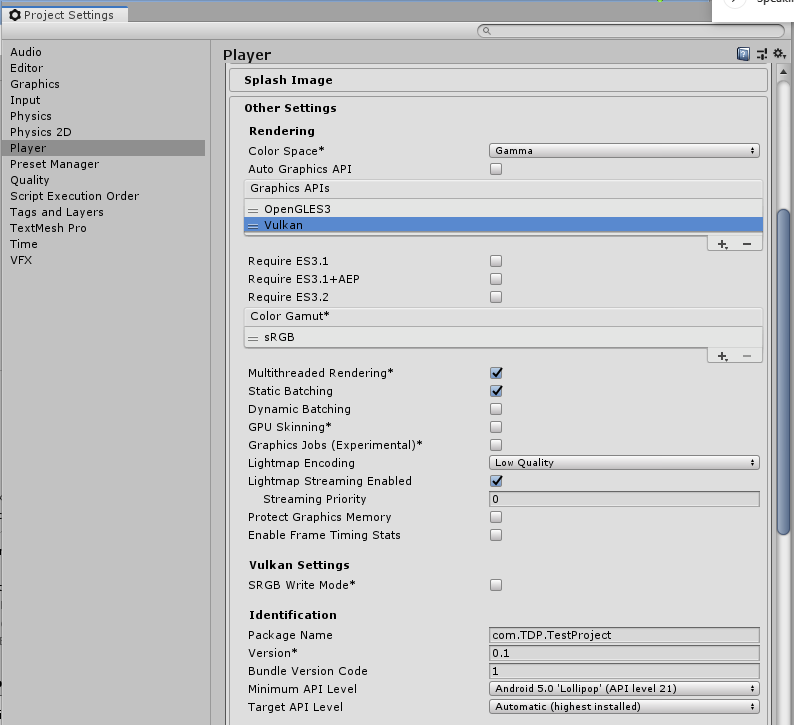 Project Settings
Audio
Editor
Graphics
Input
Physics
Physics 2D
Player
Preset Manager
Quality
Script Execution Order
Tags and Layers
TextMesh Pro
Time
VFX
Player
Splash Image
Other Settings
Rendering
Color Space* Gamma
Auto Graphics API
Graphics APIs
OpenGLES3
Vulkan
Require ES3.1
Require ES3.1+AEP
Require ES3.2
Color Gamut*
sRGB
Multithreaded Rendering*
Static Batching
Dynamic Batching
GPU Skinning*
Graphics Jobs (Experimental)*
Lightmap Encoding Low Quality
Lightmap Streaming Enabled
Streaming Priority 0
Protect Graphics Memory
Enable Frame Timing Stats
Vulkan Settings
SRGB Write Mode*
Identification
Package Name com.TDP.TestProject
Version* 0.1
Bundle Version Code 1
Minimum API Level Android 5.0 'Lollipop' (API level 21)
Target API Level Automatic (highest installed)